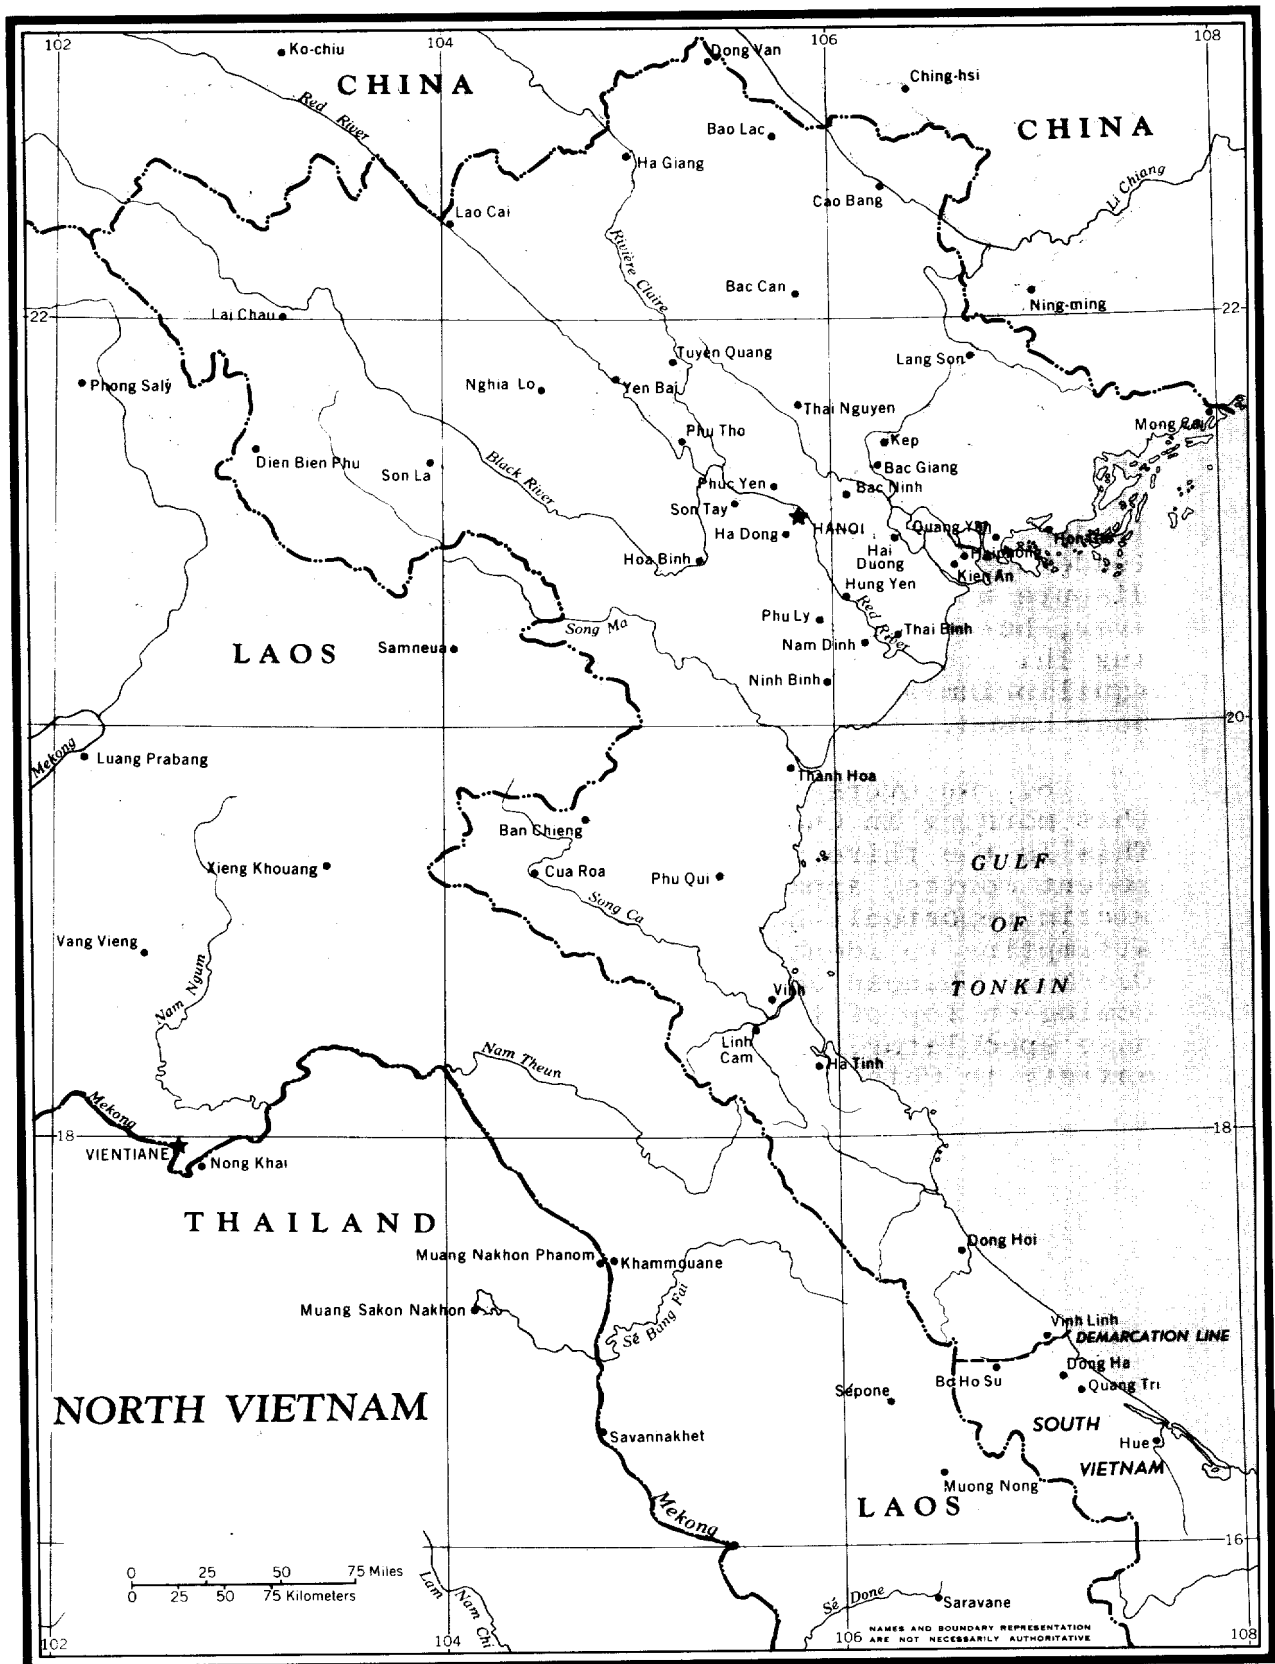 102
104
106
108
Ko-chiu
Dong Van
CHINA
Ching-hsi
Red River
Bao Lac
CHINA
Ha Giang
Li Chiang
Cao Bang
Lao Cai
Rivière Claire
Bac Can
Ning-ming
22
Lai Chau
22
Tuyen Quang
Lang Son
Phong Saly
Nghia Lo
Yen Bai
Thai Nguyen
Mong Cai
Phu Tho
Kep
Dien Bien Phu
Son La
Black River
Bac Giang
Phuc Yen
Bac Ninh
Son Tay
HANOI
Quang Yen
Ha Dong
Hon Gai
Hai
Duong
Haiphong
Hoa Binh
Kien An
Hung Yen
Red River
Phu Ly
Song Ma
Thai Binh
LAOS
Samneua
Nam Dinh
Ninh Binh
20
Mekong
Luang Prabang
Thanh Hoa
Ban Chieng
GULF
Xieng Khouang
Cua Roa
Phu Qui
Song Ca
OF
Vang Vieng
Nam Ngum
Vinh
TONKIN
Linh
Cam
Nam Theun
Ha Tinh
Mekong
18
18
VIENTIANE
Nong Khai
THAILAND
Dong Hoi
Muang Nakhon Phanom
Khammouane
Muang Sakon Nakhon
Sé Bang Fai
Vinh Linh
DEMARCATION LINE
Dong Ha
Bo Ho Su
Quang Tri
Sépone
NORTH VIETNAM
SOUTH
Savannakhet
Hue
VIETNAM
Muong Nong
Mekong
LAOS
16
0 25 50 75 Miles
0 25 50 75 Kilometers
Lam
Nam Chi
Sé Done
Saravane
NAMES AND BOUNDARY REPRESENTATION
ARE NOT NECESSARILY AUTHORITATIVE
102
104
106
108